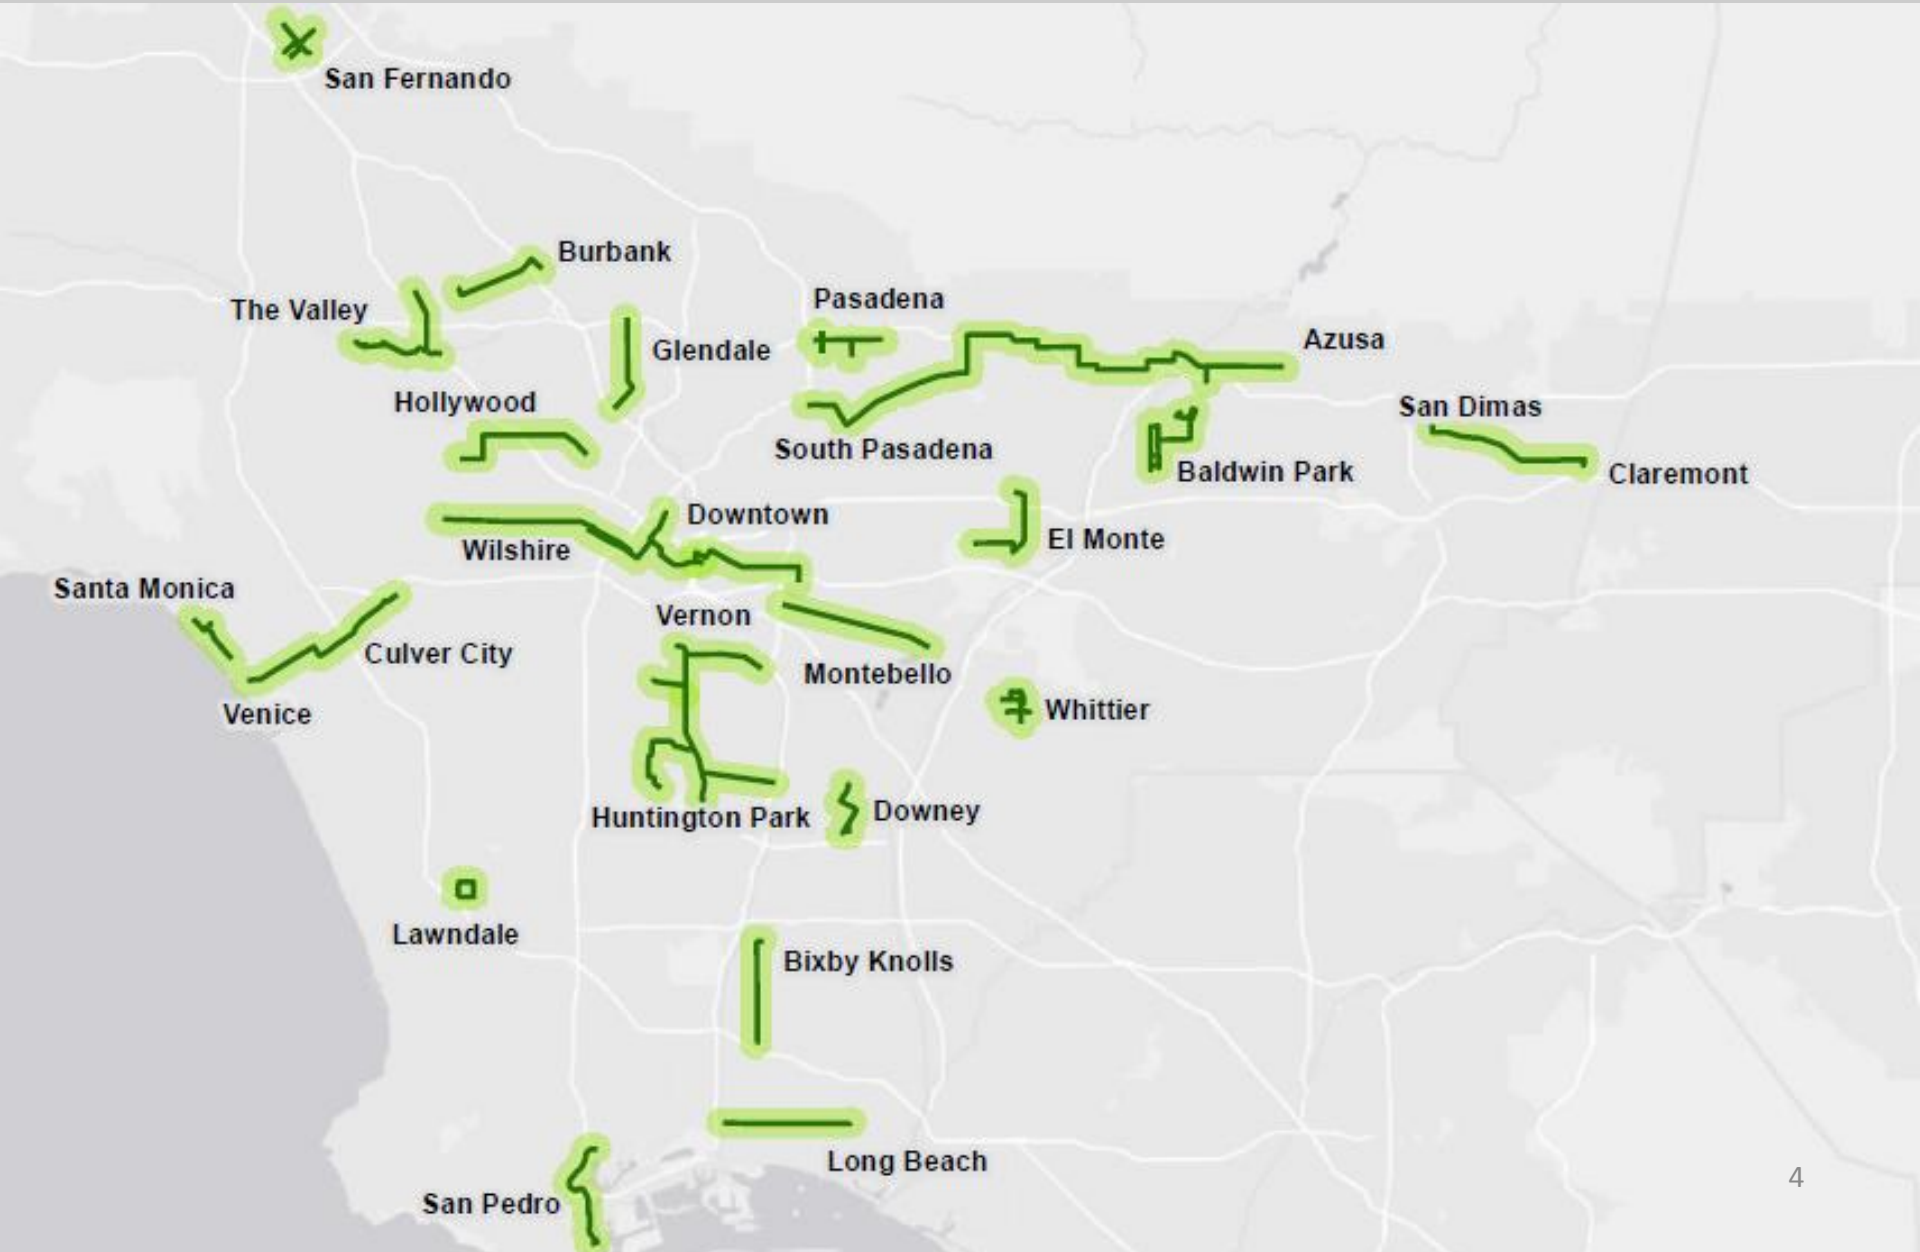 San Fernando
Burbank
The Valley
Pasadena
Glendale
Azusa
Hollywood
San Dimas
South Pasadena
Baldwin Park
Claremont
Downtown
El Monte
Wilshire
Santa Monica
Vernon
Culver City
Montebello
Venice
Whittier
Downey
Huntington Park
Lawndale
Bixby Knolls
Long Beach
4
San Pedro